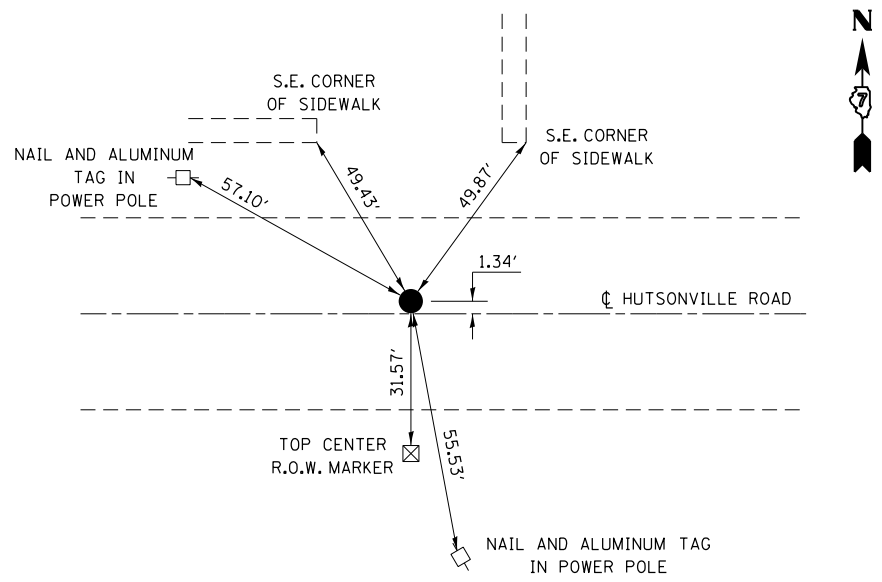 N
7
S.E. CORNER
OF SIDEWALK
S.E. CORNER
OF SIDEWALK
NAIL AND ALUMINUM
TAG IN
POWER POLE
57.10'
49.43'
49.87'
1.34'
℄ HUTSONVILLE ROAD
31.57'
TOP CENTER
R.O.W. MARKER
55.53'
NAIL AND ALUMINUM TAG
IN POWER POLE